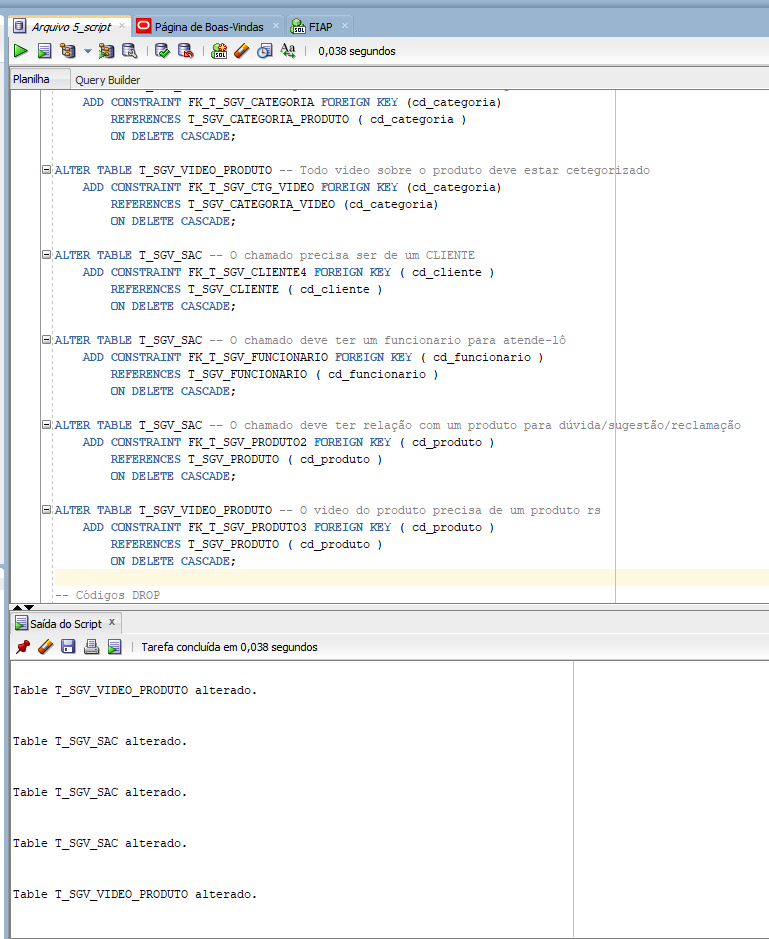 Arquivo 5_script
Página de Boas-Vindas
FIAP
0,038 segundos
Planilha Query Builder
ADD CONSTRAINT FK_T_SGV_CATEGORIA FOREIGN KEY (cd_categoria)
REFERENCES T_SGV_CATEGORIA_PRODUTO ( cd_categoria )
ON DELETE CASCADE;
ALTER TABLE T_SGV_VIDEO_PRODUTO -- Todo video sobre o produto deve estar cetegorizado
ADD CONSTRAINT FK_T_SGV_CTG_VIDEO FOREIGN KEY (cd_categoria)
REFERENCES T_SGV_CATEGORIA_VIDEO (cd_categoria)
ON DELETE CASCADE;
ALTER TABLE T_SGV_SAC -- O chamado precisa ser de um CLIENTE
ADD CONSTRAINT FK_T_SGV_CLIENTE4 FOREIGN KEY ( cd_cliente )
REFERENCES T_SGV_CLIENTE ( cd_cliente )
ON DELETE CASCADE;
ALTER TABLE T_SGV_SAC -- O chamado deve ter um funcionario para atende-lô
ADD CONSTRAINT FK_T_SGV_FUNCIONARIO FOREIGN KEY ( cd_funcionario )
REFERENCES T_SGV_FUNCIONARIO ( cd_funcionario )
ON DELETE CASCADE;
ALTER TABLE T_SGV_SAC -- O chamado deve ter relação com um produto para dúvida/sugestão/reclamação
ADD CONSTRAINT FK_T_SGV_PRODUTO2 FOREIGN KEY ( cd_produto )
REFERENCES T_SGV_PRODUTO ( cd_produto )
ON DELETE CASCADE;
ALTER TABLE T_SGV_VIDEO_PRODUTO -- O video do produto precisa de um produto rs
ADD CONSTRAINT FK_T_SGV_PRODUTO3 FOREIGN KEY ( cd_produto )
REFERENCES T_SGV_PRODUTO ( cd_produto )
ON DELETE CASCADE;
-- Códigos DROP
Saída do Script x
Tarefa concluída em 0,038 segundos
Table T_SGV_VIDEO_PRODUTO alterado.
Table T_SGV_SAC alterado.
Table T_SGV_SAC alterado.
Table T_SGV_SAC alterado.
Table T_SGV_VIDEO_PRODUTO alterado.